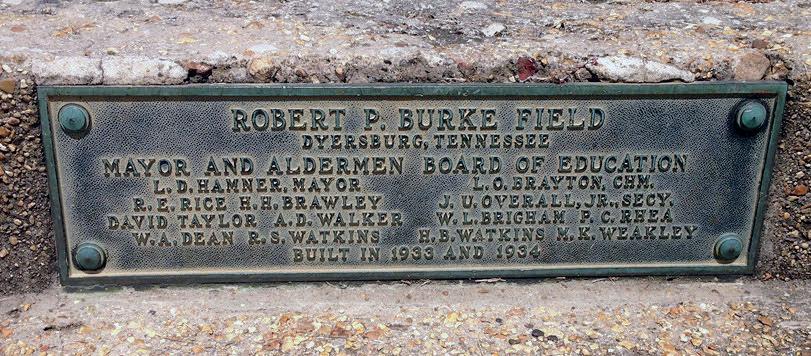 ROBERT P. BURKE FIELD
DYERSBURG, TENNESSEE
MAYOR AND ALDERMEN BOARD OF EDUCATION
L. D. HAMNER, MAYOR L. O. BRAYTON, CHM.
R. E. RICE H. H. BRAWLEY J. U. OVERALL, JR., SECY.
DAVID TAYLOR A. D. WALKER W. L. BRIGHAM P. C. RHEA
W. A. DEAN R. S. WATKINS H. B. WATKINS M. K. WEAKLEY
BUILT IN 1933 AND 1934